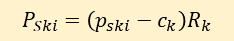 P_{Ski} = (p_{ski} − c_k)R_k